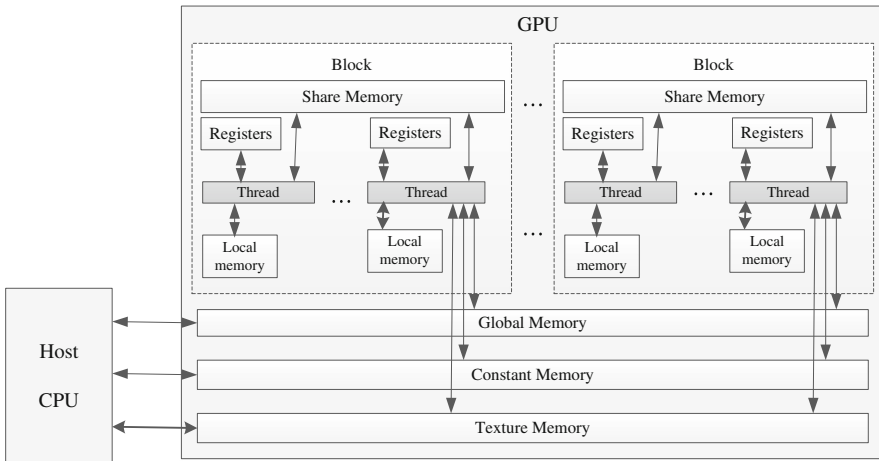 GPU
Block
Block
Share Memory
...
Share Memory
Registers
Registers
Registers
Registers
Thread
...
Thread
Thread
...
Thread
Local
memory
Local
memory
...
Local
memory
Local
memory
Global Memory
Host
CPU
Constant Memory
Texture Memory